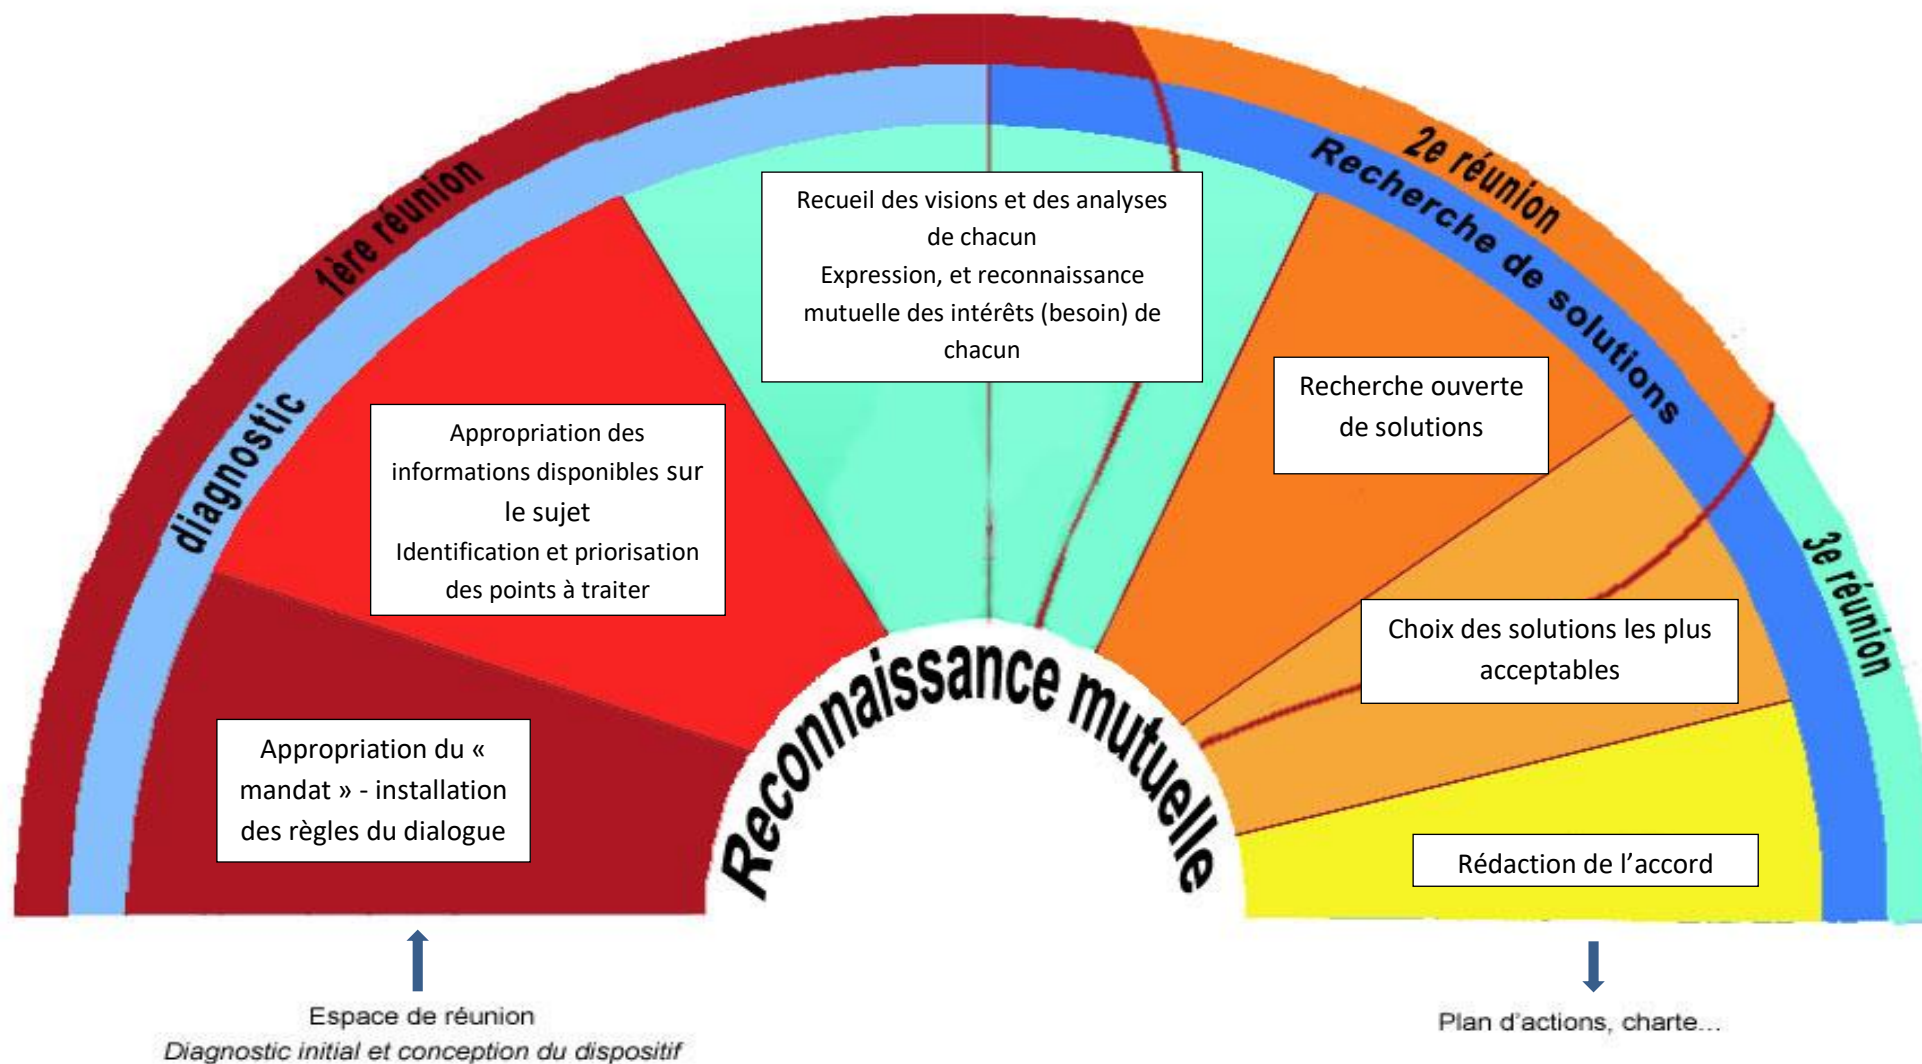 1ère réunion
2e réunion
3e réunion
diagnostic
Recherche de solutions
Appropriation du «
mandat » - installation
des règles du dialogue
Appropriation des
informations disponibles sur
le sujet
Identification et priorisation
des points à traiter
Recueil des visions et des analyses
de chacun
Expression, et reconnaissance
mutuelle des intérêts (besoin) de
chacun
Recherche ouverte
de solutions
Choix des solutions les plus
acceptables
Rédaction de l’accord
Reconnaissance mutuelle
Espace de réunion
Diagnostic initial et conception du dispositif
Plan d'actions, charte...